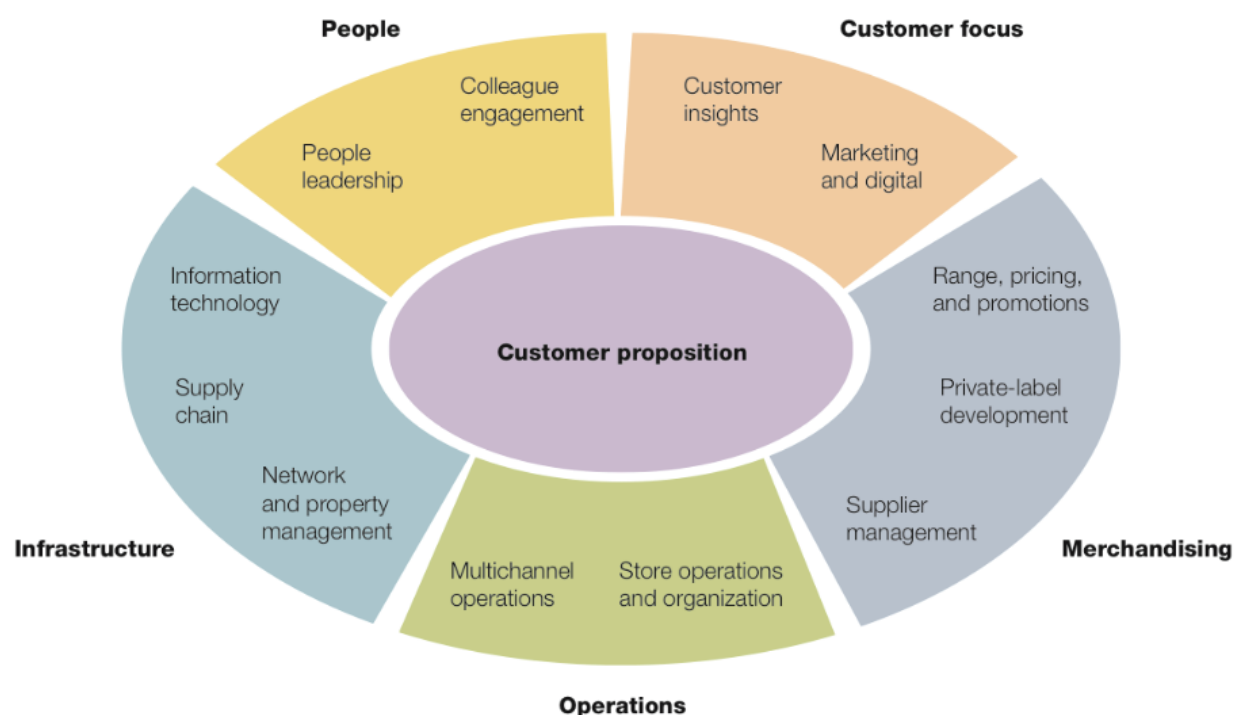 People
Customer focus
Colleague
engagement
People
leadership
Customer
insights
Marketing
and digital
Information
technology
Supply
chain
Network
and property
management
Infrastructure
Customer proposition
Range, pricing,
and promotions
Private-label
development
Supplier
management
Merchandising
Multichannel
operations
Store operations
and organization
Operations